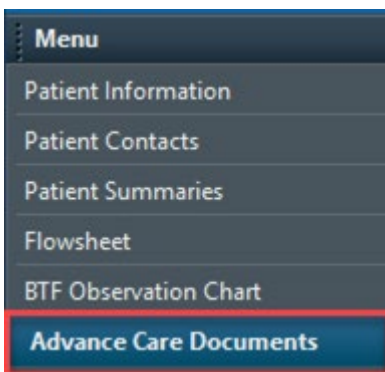 Menu
Patient Information
Patient Contacts
Patient Summaries
Flowsheet
BTF Observation Chart
Advance Care Documents